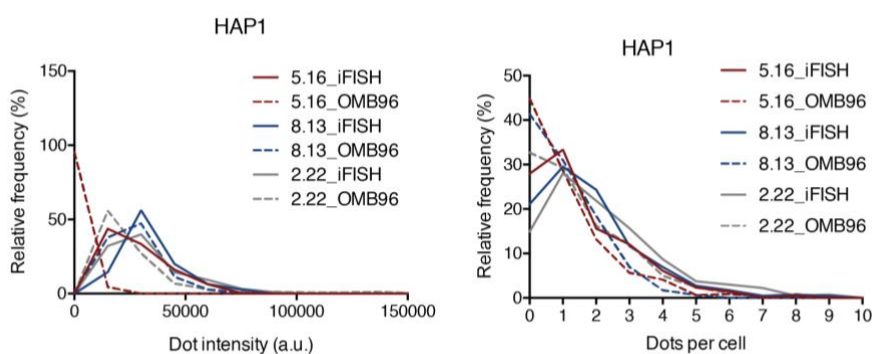 HAP1
150
100
50
0
Relative frequency (%)
5.16_iFISH
5.16_OMB96
8.13_iFISH
8.13_OMB96
2.22_iFISH
2.22_OMB96
0 50000 100000 150000
Dot intensity (a.u.)
HAP1
50
40
30
20
10
0
Relative frequency (%)
5.16_iFISH
5.16_OMB96
8.13_iFISH
8.13_OMB96
2.22_iFISH
2.22_OMB96
0 1 2 3 4 5 6 7 8 9 10
Dots per cell